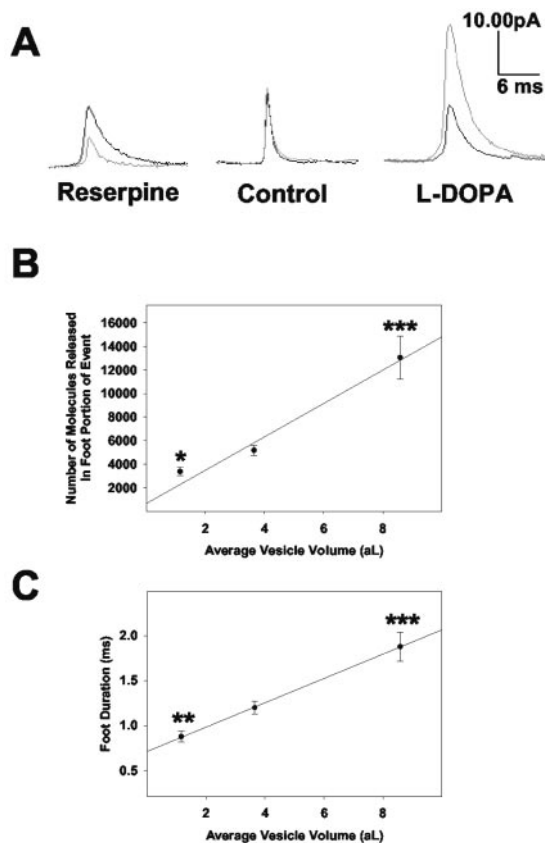 A
10.00pA
6 ms
Reserpine
Control
L-DOPA
B
Number of Molecules Released
In Foot Portion of Event
16000
14000
12000
10000
8000
6000
4000
2000
*
***
2
4
6
8
Average Vesicle Volume (aL)
C
Foot Duration (ms)
2.0
1.5
1.0
0.5
**
***
2
4
6
8
Average Vesicle Volume (aL)